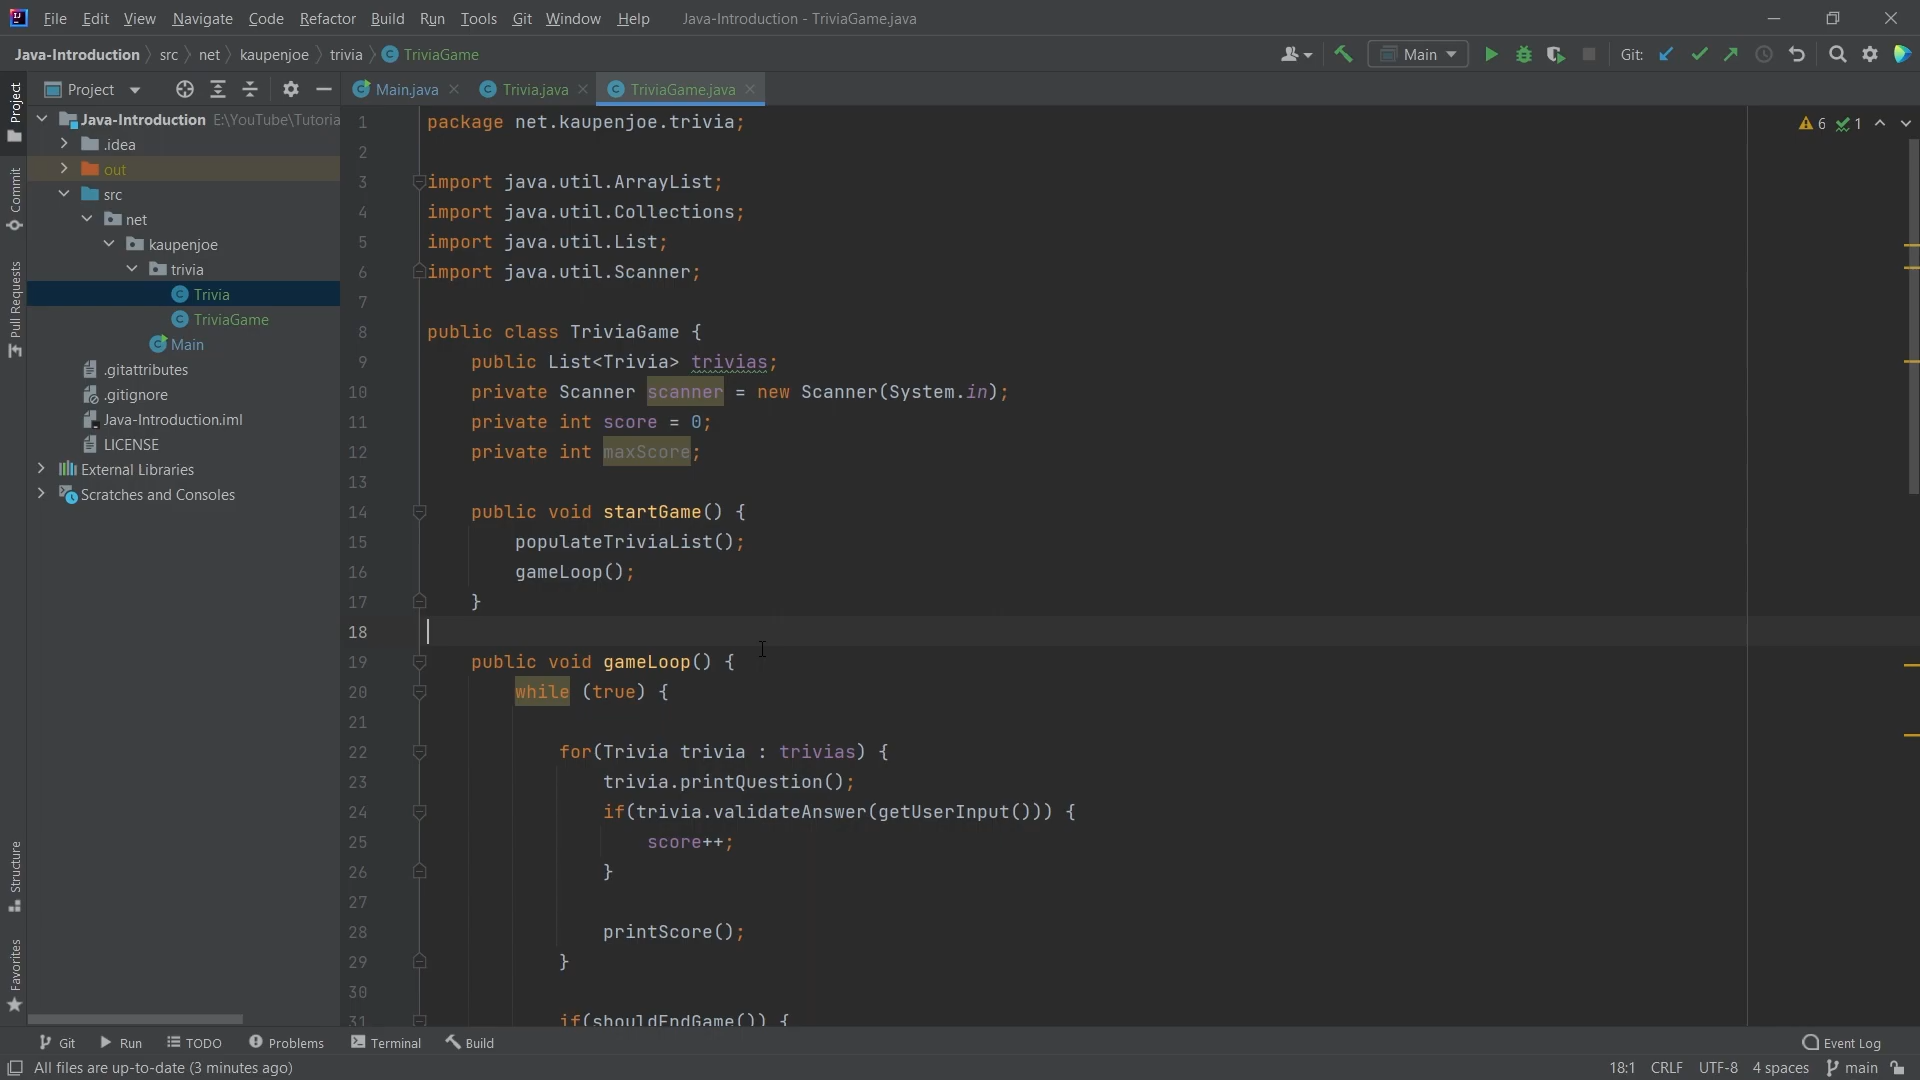 File Edit View Navigate Code Refactor Build Run Tools Git Window Help Java-Introduction - TriviaGame.java
Java-Introduction src net kaupenjoe trivia TriviaGame
Main Git:
Project
Main.java Trivia.java TriviaGame.java
Project
Commit
Pull Requests
Structure
Favorites
Java-Introduction E:\YouTube\Tutoria
.idea
out
src
net
kaupenjoe
trivia
Trivia
TriviaGame
Main
.gitattributes
.gitignore
Java-Introduction.iml
LICENSE
External Libraries
Scratches and Consoles
6 1
1 package net.kaupenjoe.trivia;
2
3 import java.util.ArrayList;
4 import java.util.Collections;
5 import java.util.List;
6 import java.util.Scanner;
7
8 public class TriviaGame {
9 public List<Trivia> trivias;
10 private Scanner scanner = new Scanner(System.in);
11 private int score = 0;
12 private int maxScore;
13
14 public void startGame() {
15 populateTriviaList();
16 gameLoop();
17 }
18
19 public void gameLoop() {
20 while (true) {
21
22 for(Trivia trivia : trivias) {
23 trivia.printQuestion();
24 if(trivia.validateAnswer(getUserInput())) {
25 score++;
26 }
27
28 printScore();
29 }
30
31 if(shouldEndGame()) {
Git Run TODO Problems Terminal Build Event Log
All files are up-to-date (3 minutes ago) 18:1 CRLF UTF-8 4 spaces main